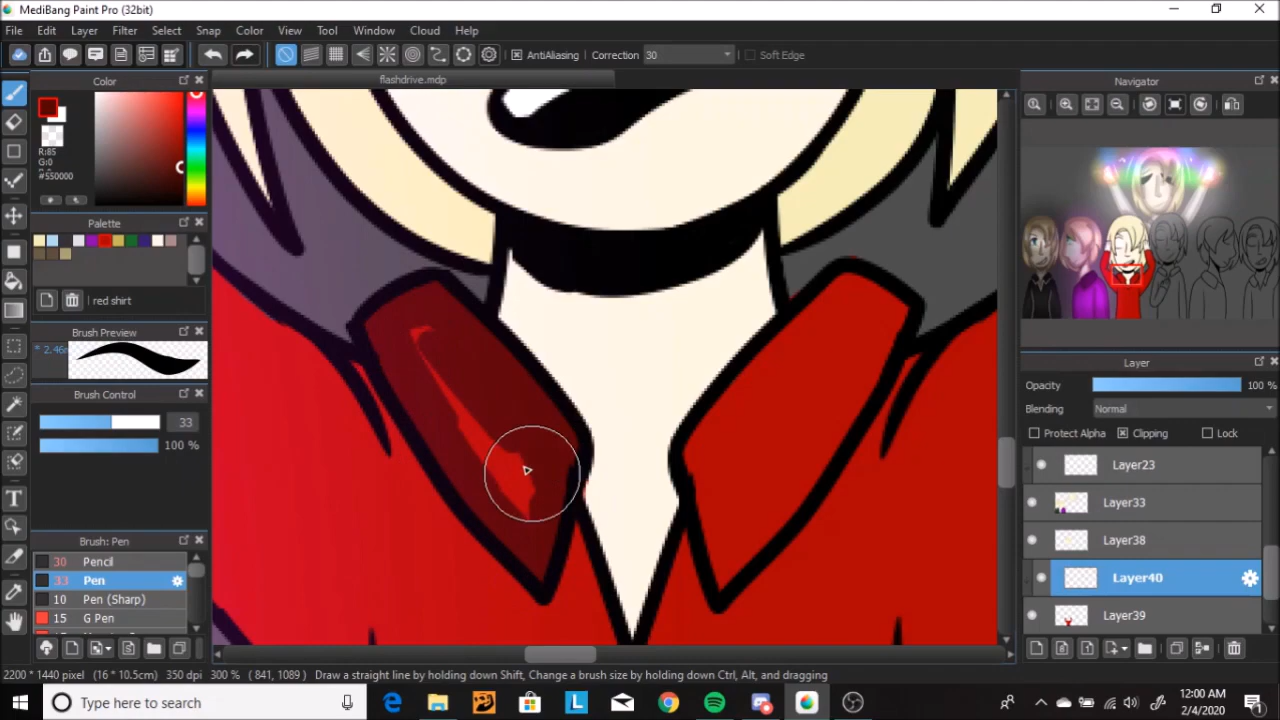 MediBang Paint Pro (32bit)
File Edit Layer Filter Select Snap Color View Tool Window Cloud Help
AntiAliasing Correction 30 Soft Edge
Color
flashdrive.mdp
Navigator
R:85
G:0
#550000
Palette
red shirt
Brush Preview
Brush Control
33
100 %
Layer
Opacity 100 %
Blending Normal
Protect Alpha Clipping Lock
Layer23
Layer33
Layer38
Layer40
Layer39
Brush: Pen
30 Pencil
33 Pen
10 Pen (Sharp)
15 G Pen
2200 * 1440 pixel (16 * 10.5cm) 350 dpi 300 % ( 841, 1089 ) Draw a straight line by holding down Shift, Change a brush size by holding down Ctrl, Alt, and dragging
Type here to search
12:00 AM
2/4/2020